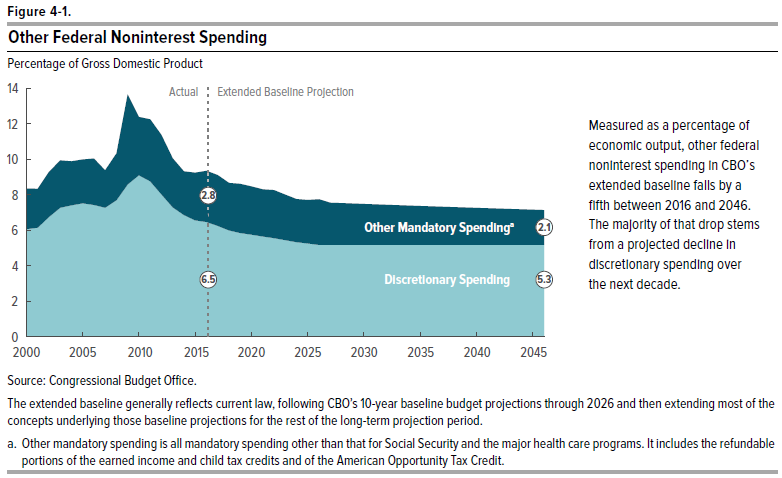 Figure 4-1.
Other Federal Noninterest Spending
Percentage of Gross Domestic Product
14
12
10
8
6
4
2
0
Actual
Extended Baseline Projection
2.8
6.5
Other Mandatory Spendingᵃ
2.1
Discretionary Spending
5.3
2000
2005
2010
2015
2020
2025
2030
2035
2040
2045
Measured as a percentage of
economic output, other federal
noninterest spending in CBO's
extended baseline falls by a
fifth between 2016 and 2046.
The majority of that drop stems
from a projected decline in
discretionary spending over
the next decade.
Source: Congressional Budget Office.
The extended baseline generally reflects current law, following CBO's 10-year baseline budget projections through 2026 and then extending most of the
concepts underlying those baseline projections for the rest of the long-term projection period.
a. Other mandatory spending is all mandatory spending other than that for Social Security and the major health care programs. It includes the refundable
portions of the earned income and child tax credits and of the American Opportunity Tax Credit.